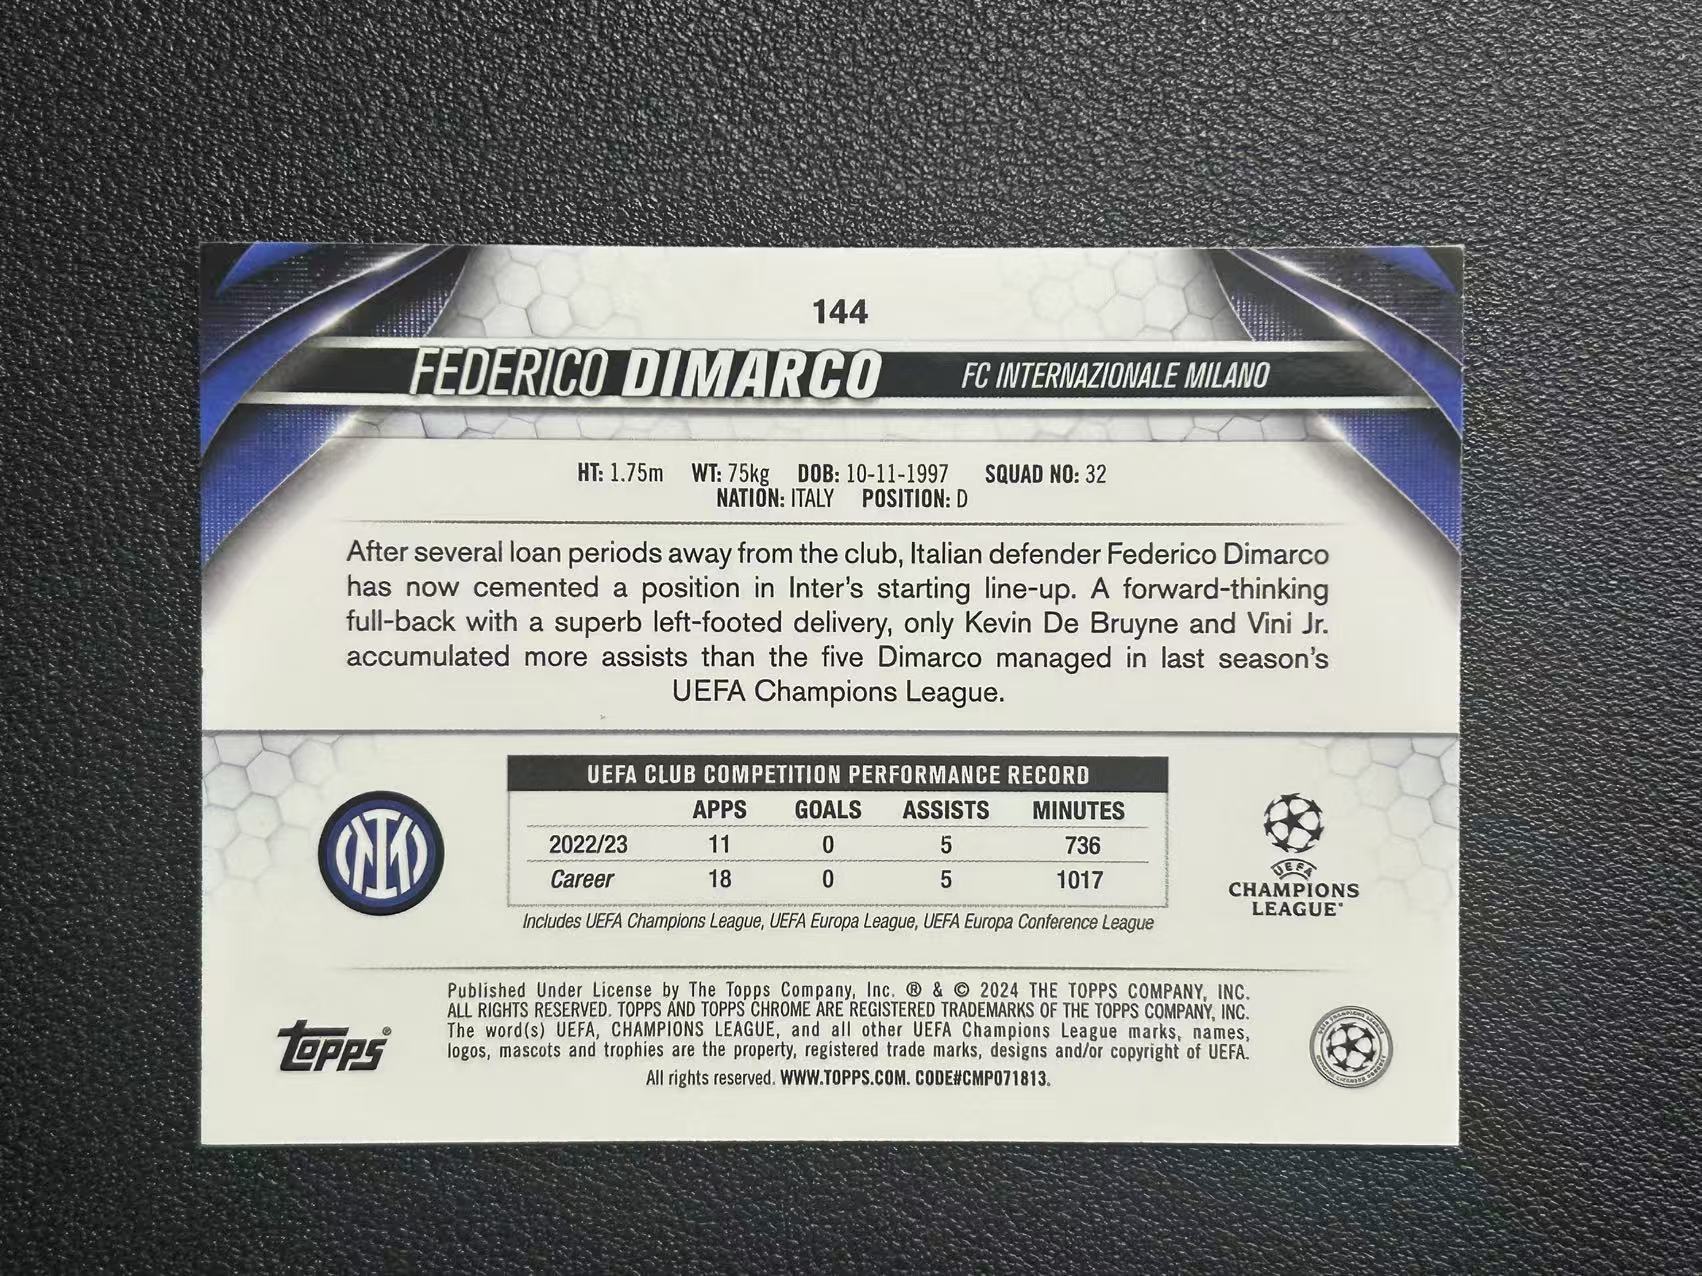 144
FEDERICO DIMARCO FC INTERNAZIONALE MILANO
HT: 1.75m WT: 75kg DOB: 10-11-1997 SQUAD NO: 32
NATION: ITALY POSITION: D
After several loan periods away from the club, Italian defender Federico Dimarco
has now cemented a position in Inter's starting line-up. A forward-thinking
full-back with a superb left-footed delivery, only Kevin De Bruyne and Vini Jr.
accumulated more assists than the five Dimarco managed in last season's
UEFA Champions League.
UEFA CLUB COMPETITION PERFORMANCE RECORD
APPS GOALS ASSISTS MINUTES
2022/23 11 0 5 736
Career 18 0 5 1017
Includes UEFA Champions League, UEFA Europa League, UEFA Europa Conference League
UEFA
CHAMPIONS
LEAGUE
Published Under License by The Topps Company, Inc. ® & © 2024 THE TOPPS COMPANY, INC.
ALL RIGHTS RESERVED. TOPPS AND TOPPS CHROME ARE REGISTERED TRADEMARKS OF THE TOPPS COMPANY, INC.
The word(s) UEFA, CHAMPIONS LEAGUE, and all other UEFA Champions League marks, names,
logos, mascots and trophies are the property, registered trade marks, designs and/or copyright of UEFA.
All rights reserved. WWW.TOPPS.COM. CODE#CMP071813.
Topps®